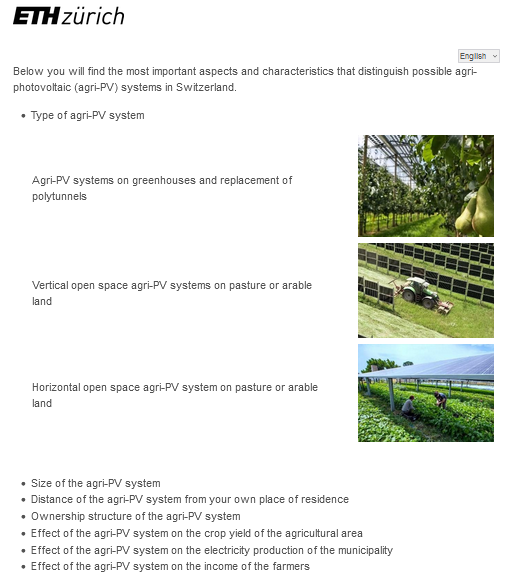 ETH zürich
English
Below you will find the most important aspects and characteristics that distinguish possible agri-
photovoltaic (agri-PV) systems in Switzerland.
• Type of agri-PV system
Agri-PV systems on greenhouses and replacement of
polytunnels
Vertical open space agri-PV systems on pasture or arable
land
Horizontal open space agri-PV system on pasture or arable
land
• Size of the agri-PV system
• Distance of the agri-PV system from your own place of residence
• Ownership structure of the agri-PV system
• Effect of the agri-PV system on the crop yield of the agricultural area
• Effect of the agri-PV system on the electricity production of the municipality
• Effect of the agri-PV system on the income of the farmers